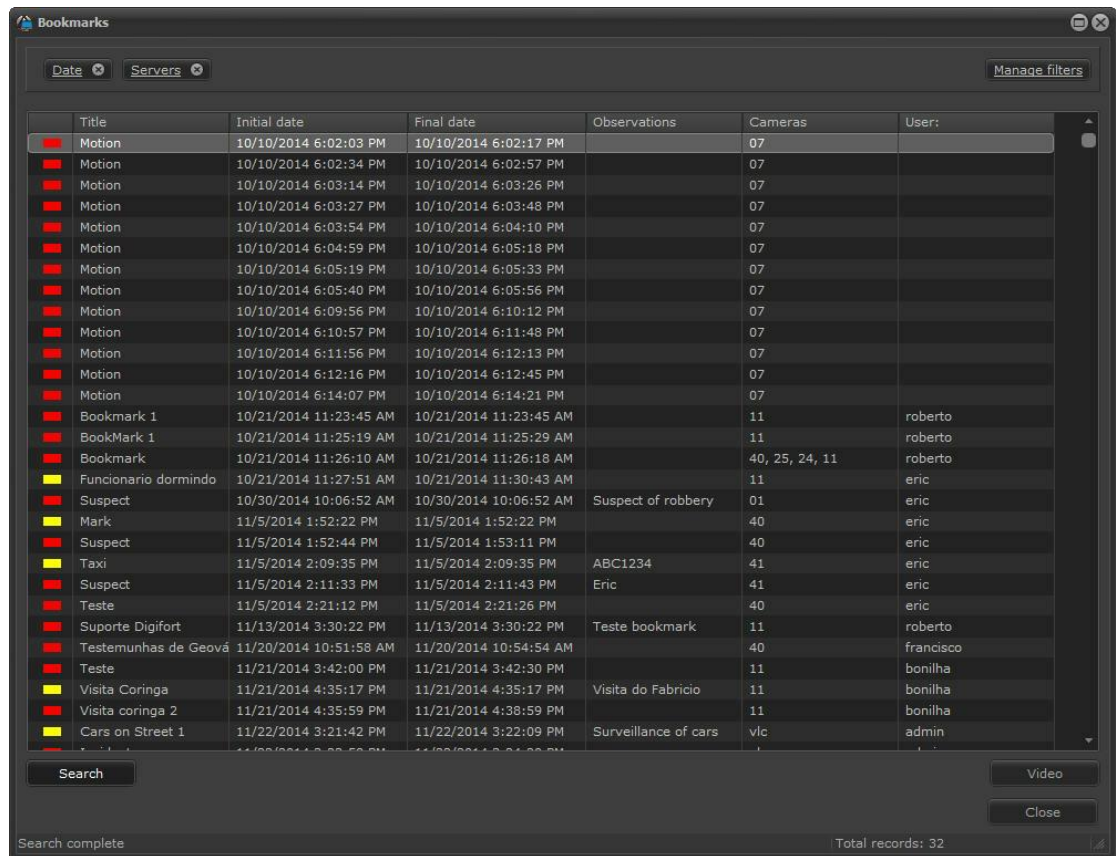 Bookmarks
Date Servers Manage filters
Title Initial date Final date Observations Cameras User:
Motion 10/10/2014 6:02:03 PM 10/10/2014 6:02:17 PM 07
Motion 10/10/2014 6:02:34 PM 10/10/2014 6:02:57 PM 07
Motion 10/10/2014 6:03:14 PM 10/10/2014 6:03:26 PM 07
Motion 10/10/2014 6:03:27 PM 10/10/2014 6:03:48 PM 07
Motion 10/10/2014 6:03:54 PM 10/10/2014 6:04:10 PM 07
Motion 10/10/2014 6:04:59 PM 10/10/2014 6:05:18 PM 07
Motion 10/10/2014 6:05:19 PM 10/10/2014 6:05:33 PM 07
Motion 10/10/2014 6:05:40 PM 10/10/2014 6:05:56 PM 07
Motion 10/10/2014 6:09:56 PM 10/10/2014 6:10:12 PM 07
Motion 10/10/2014 6:10:57 PM 10/10/2014 6:11:48 PM 07
Motion 10/10/2014 6:11:56 PM 10/10/2014 6:12:13 PM 07
Motion 10/10/2014 6:12:16 PM 10/10/2014 6:12:45 PM 07
Motion 10/10/2014 6:14:07 PM 10/10/2014 6:14:21 PM 07
Bookmark 1 10/21/2014 11:23:45 AM 10/21/2014 11:23:45 AM 11 roberto
BookMark 1 10/21/2014 11:25:19 AM 10/21/2014 11:25:29 AM 11 roberto
Bookmark 10/21/2014 11:26:10 AM 10/21/2014 11:26:18 AM 40, 25, 24, 11 roberto
Funcionario dormindo 10/21/2014 11:27:51 AM 10/21/2014 11:30:43 AM 11 eric
Suspect 10/30/2014 10:06:52 AM 10/30/2014 10:06:52 AM Suspect of robbery 01 eric
Mark 11/5/2014 1:52:22 PM 11/5/2014 1:52:22 PM 40 eric
Suspect 11/5/2014 1:52:44 PM 11/5/2014 1:53:11 PM 40 eric
Taxi 11/5/2014 2:09:35 PM 11/5/2014 2:09:35 PM ABC1234 41 eric
Suspect 11/5/2014 2:11:33 PM 11/5/2014 2:11:43 PM Eric 41 eric
Teste 11/5/2014 2:21:12 PM 11/5/2014 2:21:26 PM 40 eric
Suporte Digifort 11/13/2014 3:30:22 PM 11/13/2014 3:30:22 PM Teste bookmark 11 roberto
Testemunhas de Geová 11/20/2014 10:51:58 AM 11/20/2014 10:54:54 AM 40 francisco
Teste 11/21/2014 3:42:00 PM 11/21/2014 3:42:30 PM 11 bonilha
Visita Coringa 11/21/2014 4:35:17 PM 11/21/2014 4:35:17 PM Visita do Fabricio 11 bonilha
Visita coringa 2 11/21/2014 4:35:59 PM 11/21/2014 4:38:59 PM 11 bonilha
Cars on Street 1 11/22/2014 3:21:42 PM 11/22/2014 3:22:09 PM Surveillance of cars vlc admin
Search Video
Close
Search complete Total records: 32